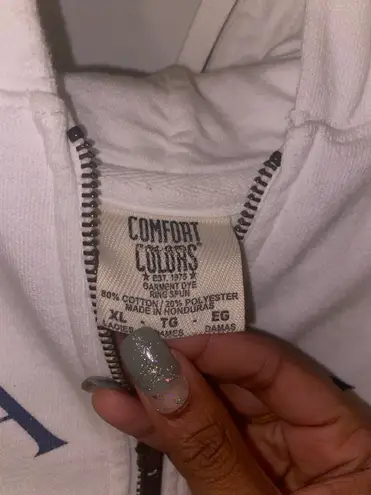 COMFORT
COLORS®
★ EST. 1975 ★
GARMENT DYE
RING SPUN
80% COTTON / 20% POLYESTER
MADE IN HONDURAS
XL TG EG
LADIES DAMES DAMAS
A